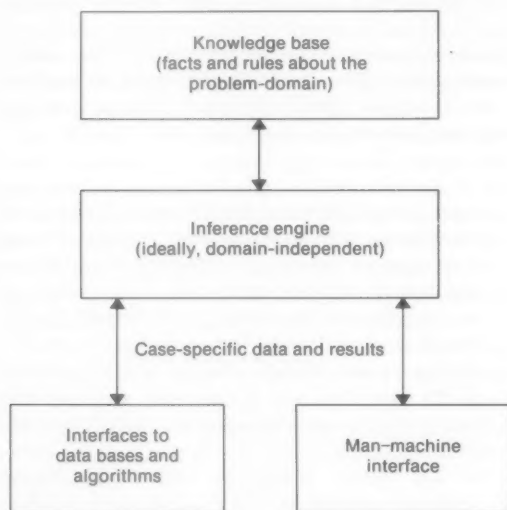 Knowledge base
(facts and rules about the
problem-domain)
Inference engine
(ideally, domain-independent)
Case-specific data and results
Interfaces to
data bases and
algorithms
Man–machine
interface